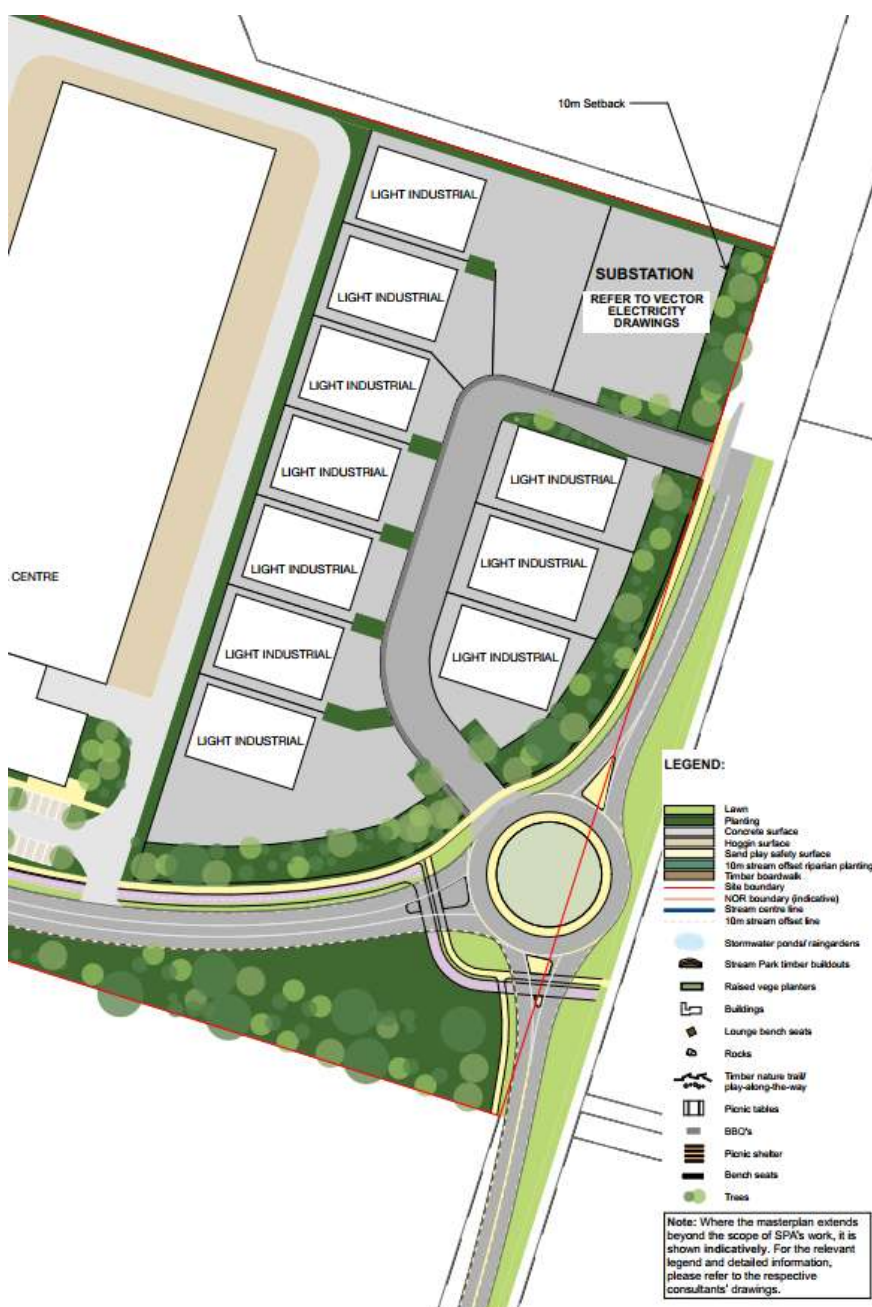 10m Setback
LIGHT INDUSTRIAL
SUBSTATION
REFER TO VECTOR
ELECTRICITY
DRAWINGS
LIGHT INDUSTRIAL
LIGHT INDUSTRIAL
LIGHT INDUSTRIAL
LIGHT INDUSTRIAL
LIGHT INDUSTRIAL
LIGHT INDUSTRIAL
CENTRE
LIGHT INDUSTRIAL
LIGHT INDUSTRIAL
LIGHT INDUSTRIAL
LEGEND:
Lawn
Planting
Concrete surface
Hoggin surface
Sand play safety surface
10m stream offset riparian planting
Timber boardwalk
Site boundary
NOR boundary (indicative)
Stream centre line
10m stream offset line
Stormwater ponds/ raingardens
Stream Park timber buildouts
Raised vege planters
Buildings
Lounge bench seats
Rocks
Timber nature trail/
play-along-the-way
Picnic tables
BBQ's
Picnic shelter
Bench seats
Trees
Note: Where the masterplan extends
beyond the scope of SPA's work, it is
shown indicatively. For the relevant
legend and detailed information,
please refer to the respective
consultants' drawings.